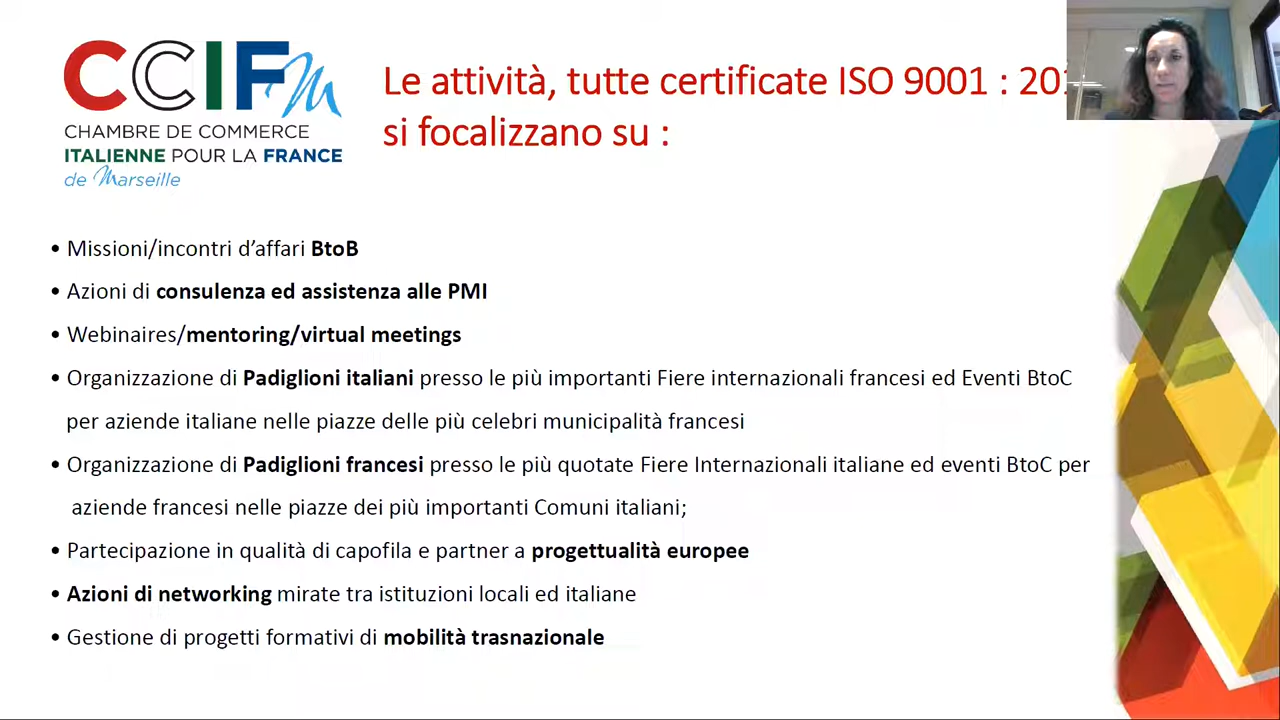 CCIFM
CHAMBRE DE COMMERCE
ITALIENNE POUR LA FRANCE
de Marseille
Le attività, tutte certificate ISO 9001 :
si focalizzano su :
• Missioni/incontri d’affari BtoB
• Azioni di consulenza ed assistenza alle PMI
• Webinaires/mentoring/virtual meetings
• Organizzazione di Padiglioni italiani presso le più importanti Fiere internazionali francesi ed Eventi BtoC
per aziende italiane nelle piazze delle più celebri municipalità francesi
• Organizzazione di Padiglioni francesi presso le più quotate Fiere Internazionali italiane ed eventi BtoC per
aziende francesi nelle piazze dei più importanti Comuni italiani;
• Partecipazione in qualità di capofila e partner a progettualità europee
• Azioni di networking mirate tra istituzioni locali ed italiane
• Gestione di progetti formativi di mobilità trasnazionale